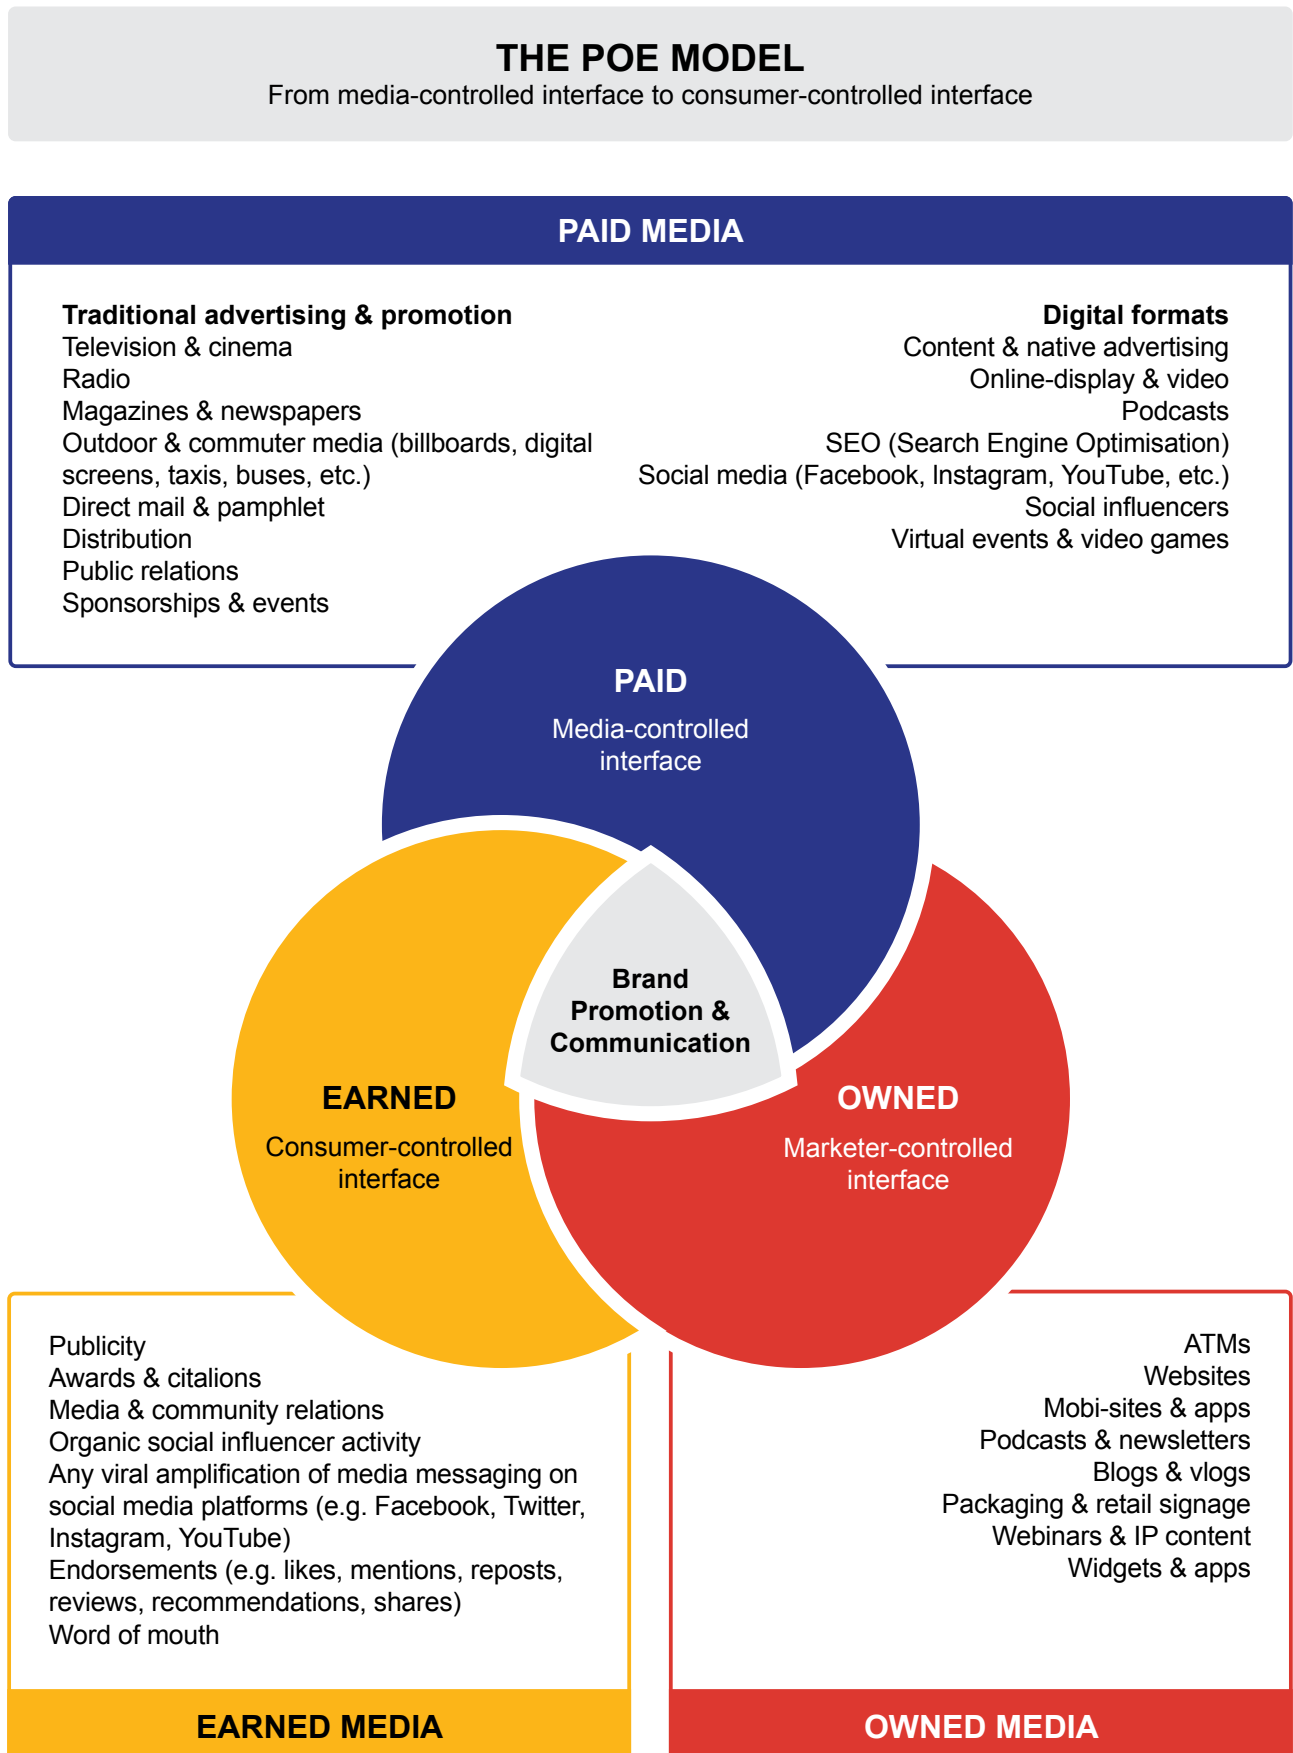 THE POE MODEL
From media-controlled interface to consumer-controlled interface
PAID MEDIA
Traditional advertising & promotion
Television & cinema
Radio
Magazines & newspapers
Outdoor & commuter media (billboards, digital
screens, taxis, buses, etc.)
Direct mail & pamphlet
Distribution
Public relations
Sponsorships & events
Digital formats
Content & native advertising
Online-display & video
Podcasts
SEO (Search Engine Optimisation)
Social media (Facebook, Instagram, YouTube, etc.)
Social influencers
Virtual events & video games
PAID
Media-controlled
interface
Brand
Promotion &
Communication
EARNED
Consumer-controlled
interface
OWNED
Marketer-controlled
interface
Publicity
Awards & citalions
Media & community relations
Organic social influencer activity
Any viral amplification of media messaging on
social media platforms (e.g. Facebook, Twitter,
Instagram, YouTube)
Endorsements (e.g. likes, mentions, reposts,
reviews, recommendations, shares)
Word of mouth
EARNED MEDIA
ATMs
Websites
Mobi-sites & apps
Podcasts & newsletters
Blogs & vlogs
Packaging & retail signage
Webinars & IP content
Widgets & apps
OWNED MEDIA